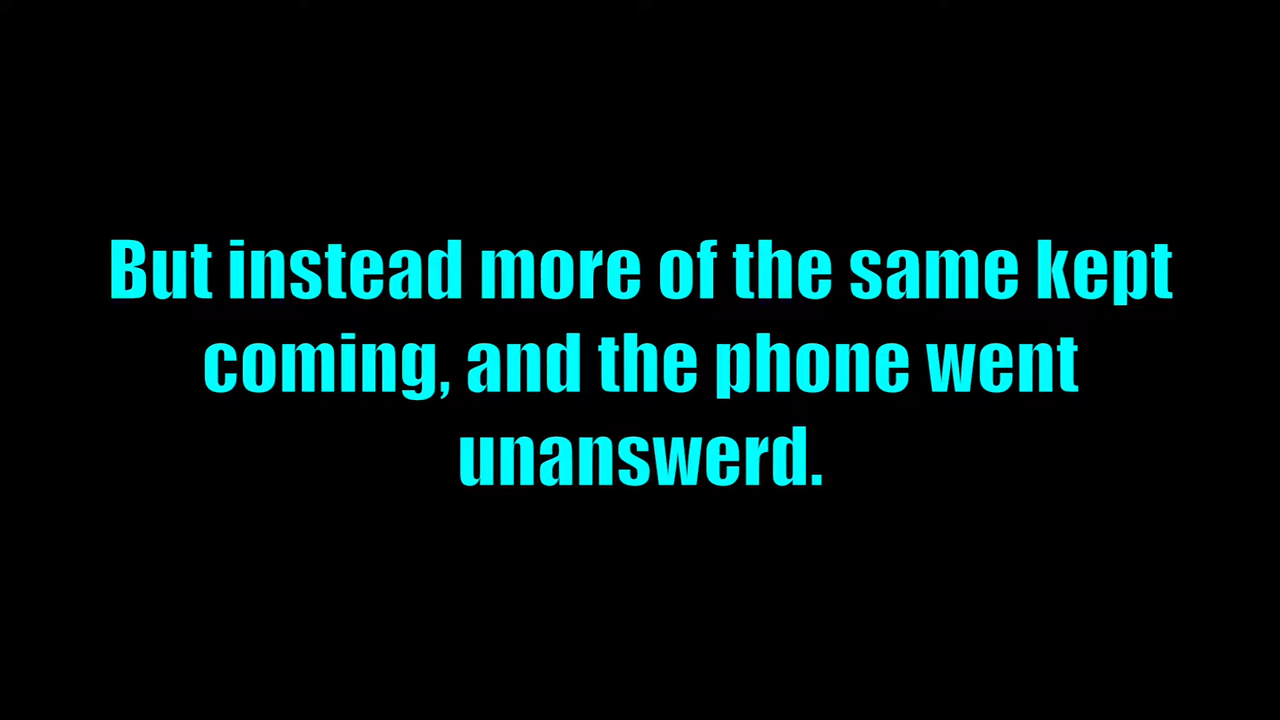 But instead more of the same kept
coming, and the phone went
unanswerd.